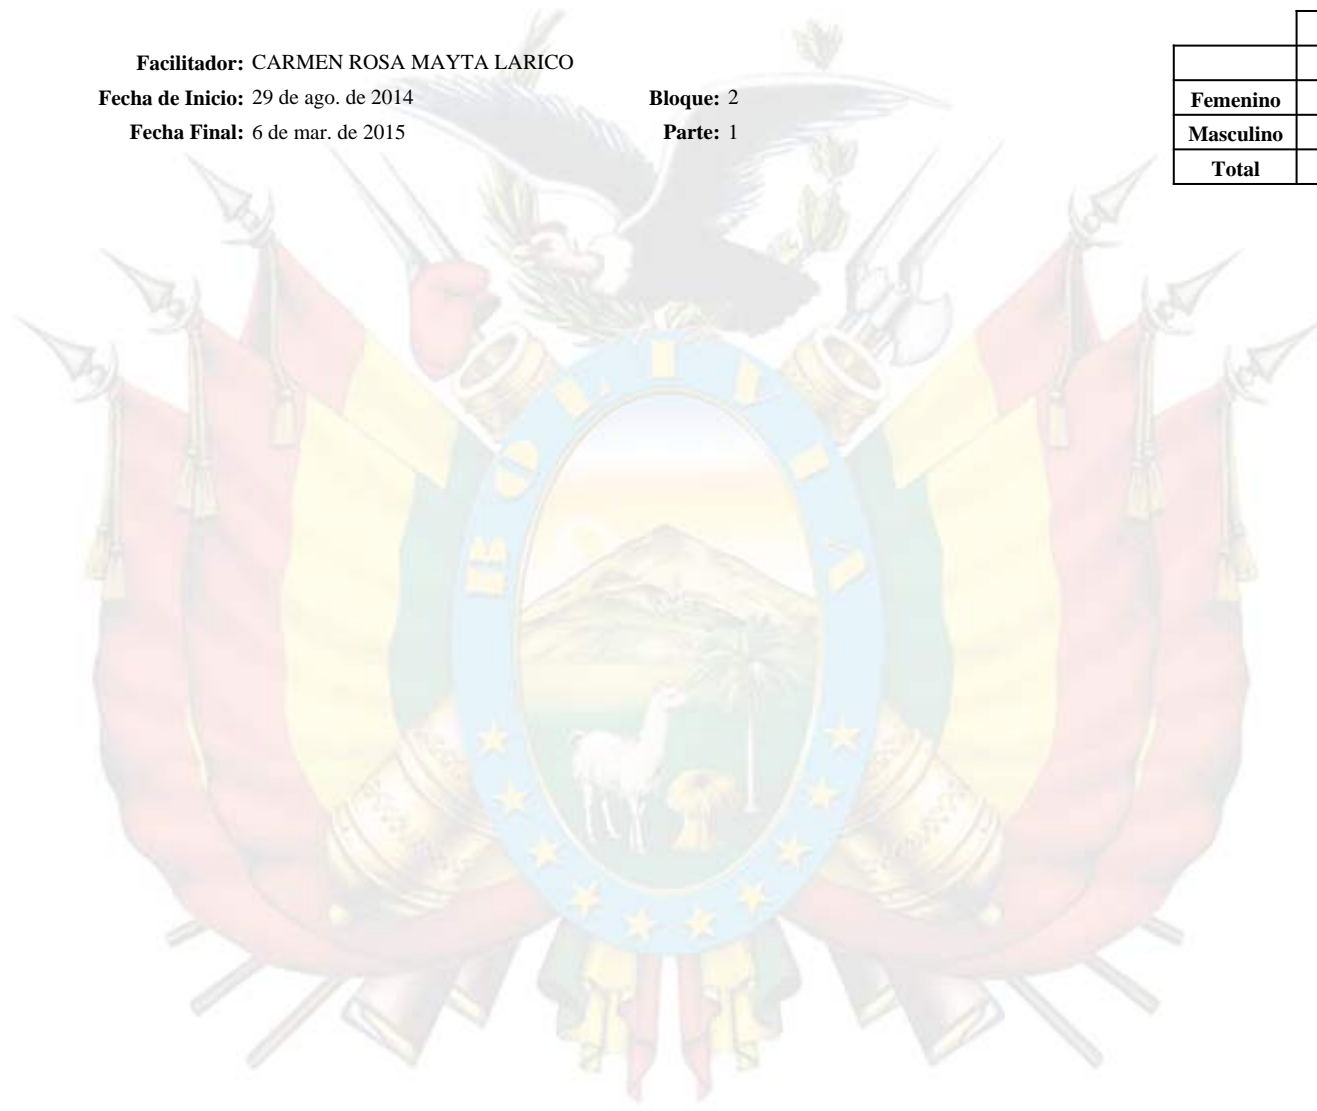 Facilitador: CARMEN ROSA MAYTA LARICO
Fecha de Inicio: 29 de ago. de 2014 Bloque: 2
Fecha Final: 6 de mar. de 2015 Parte: 1
Femenino
Masculino
Total
BOLIVIA